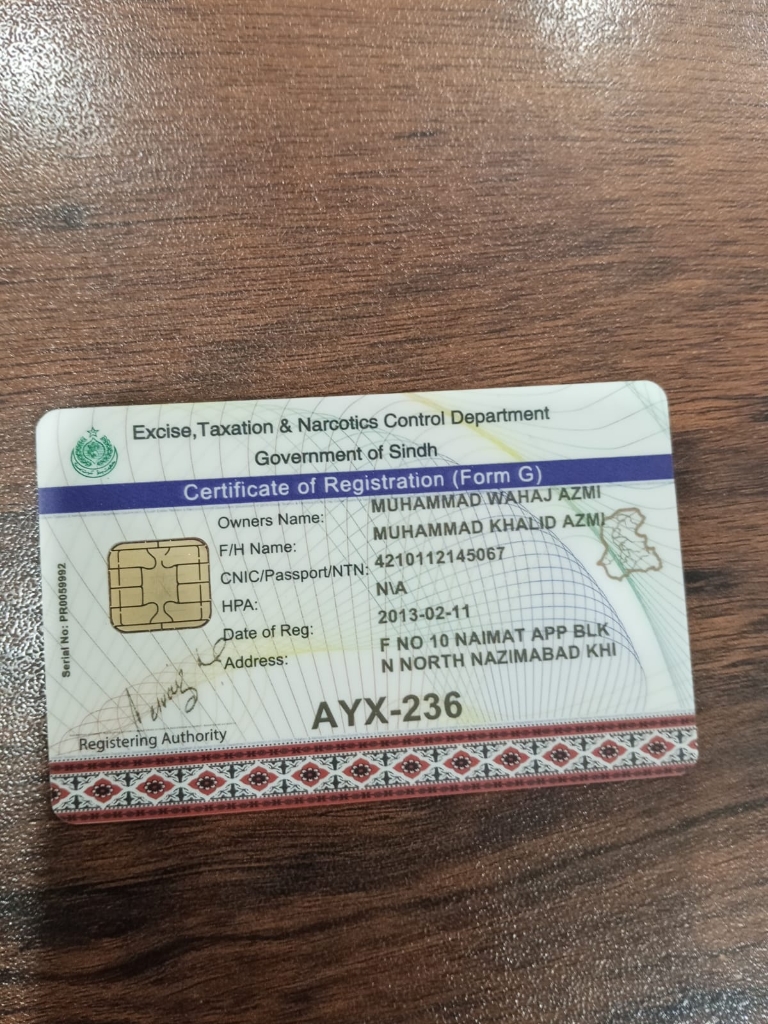 Excise,Taxation & Narcotics Control Department
Government of Sindh
Certificate of Registration (Form G)
Owners Name: MUHAMMAD WAHAJ AZMI
F/H Name: MUHAMMAD KHALID AZMI
CNIC/Passport/NTN: 4210112145067
HPA: N\A
Date of Reg: 2013-02-11
Address: F NO 10 NAIMAT APP BLK
N NORTH NAZIMABAD KHI
AYX-236
Registering Authority
Serial No: PR0059992